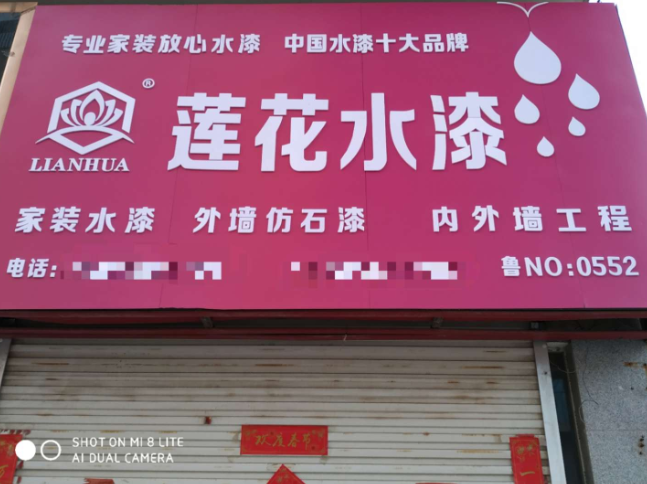 专业家装放心水漆 中国水漆十大品牌
®
LIANHUA
莲花水漆
家装水漆 外墙仿石漆 内外墙工程
电话:
鲁NO:0552
SHOT ON MI 8 LITE
AI DUAL CAMERA